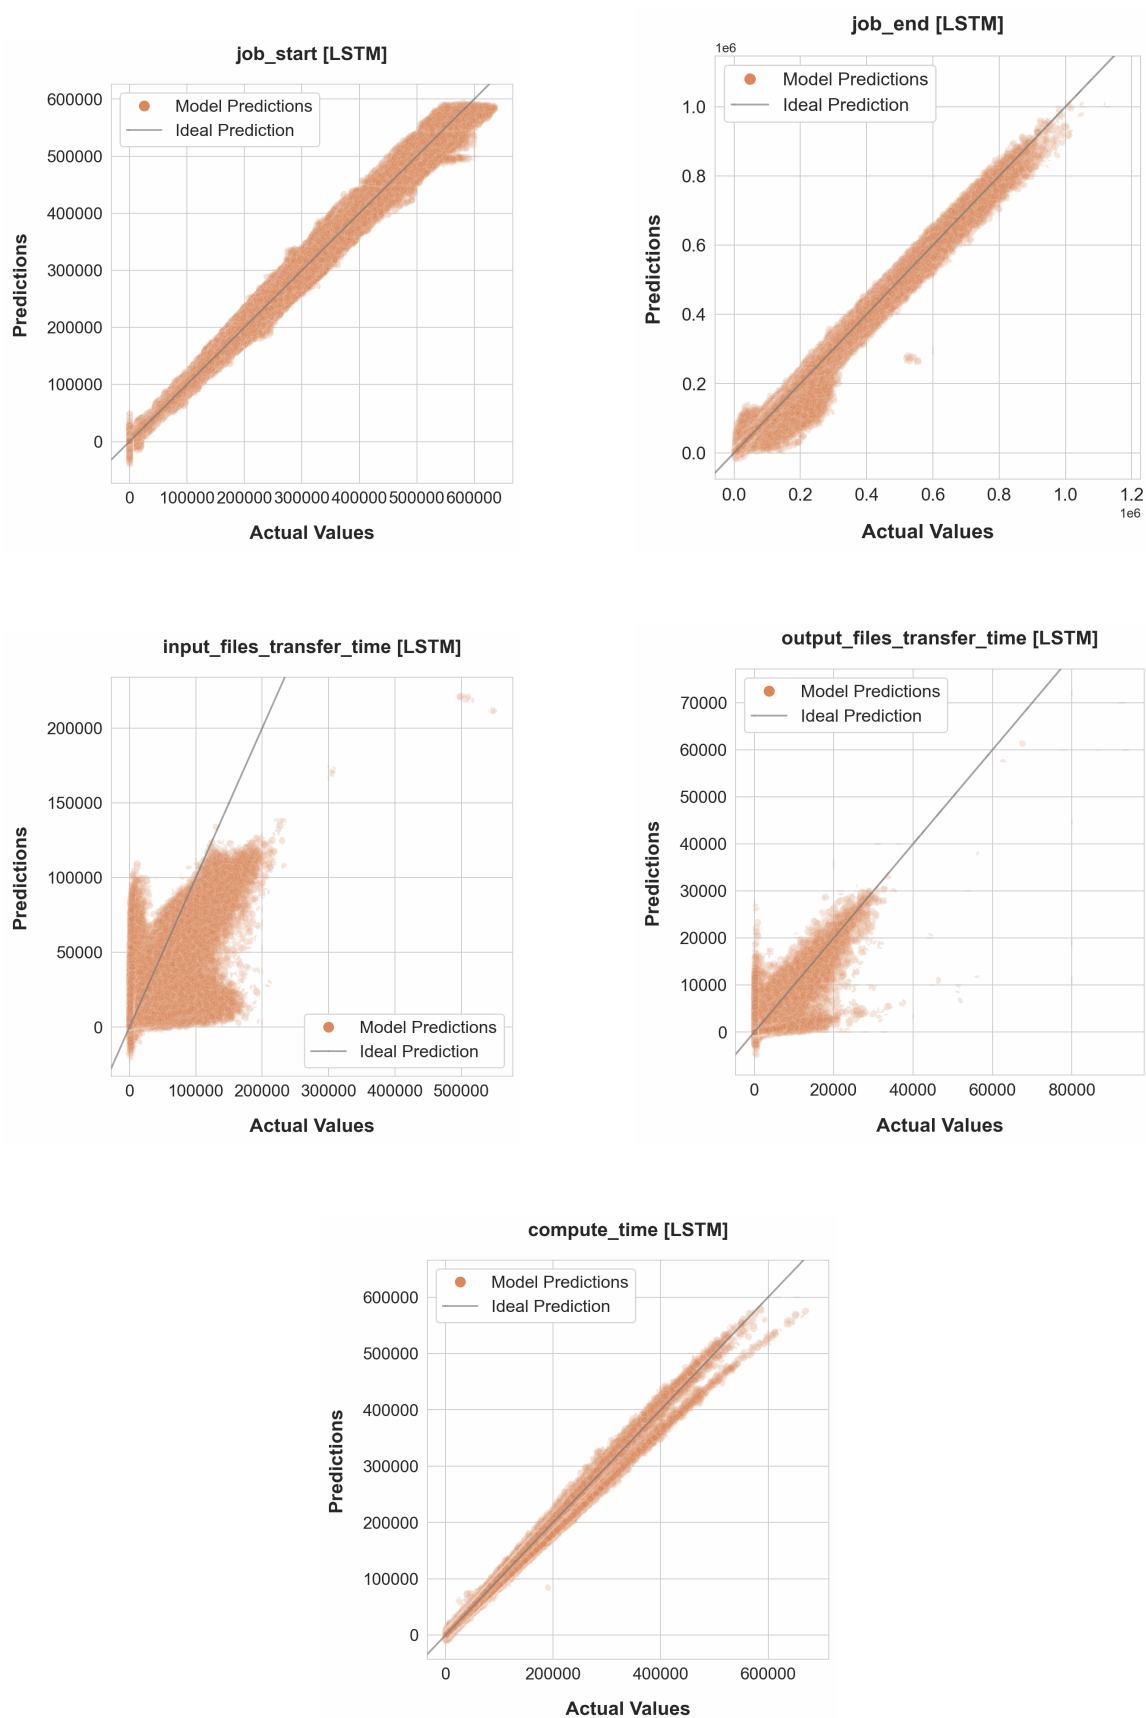 job_start [LSTM]
600000
500000
400000
300000
200000
100000
0
Predictions
Model Predictions
Ideal Prediction
0 100000 200000 300000 400000 500000 600000
Actual Values
job_end [LSTM]
1e6
1.0
0.8
0.6
0.4
0.2
0.0
Predictions
Model Predictions
Ideal Prediction
0.0 0.2 0.4 0.6 0.8 1.0 1.2
1e6
Actual Values
input_files_transfer_time [LSTM]
200000
150000
100000
50000
0
Predictions
Model Predictions
Ideal Prediction
0 100000 200000 300000 400000 500000
Actual Values
output_files_transfer_time [LSTM]
70000
60000
50000
40000
30000
20000
10000
0
Predictions
Model Predictions
Ideal Prediction
0 20000 40000 60000 80000
Actual Values
compute_time [LSTM]
600000
500000
400000
300000
200000
100000
0
Predictions
Model Predictions
Ideal Prediction
0 200000 400000 600000
Actual Values